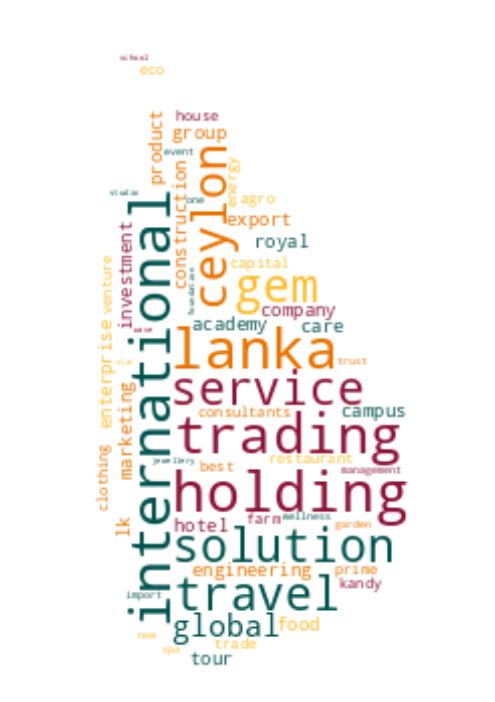 school
eco
house
product
group
event
ceylon
energy
studio
one
agro
international
construction
export
investment
royal
venture
capital
foundation
gem
company
academy
care
enterprise
lanka
trust
service
marketing
consultants
campus
trading
clothing
jewellery
best
restaurant
management
holding
lk
hotel
farm
wellness
garden
solution
engineering
prime
kandy
travel
import
global
food
new
trade
spa
tour